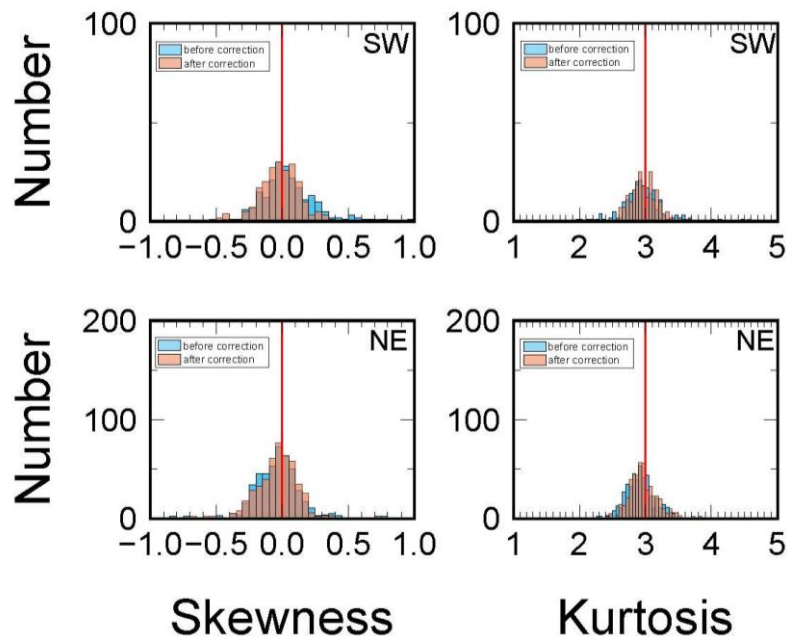 Number
100
0
before correction
after correction
SW
−1.0
−0.5
0.0
0.5
1.0
100
0
before correction
after correction
SW
1
2
3
4
5
Number
200
100
0
before correction
after correction
NE
−1.0
−0.5
0.0
0.5
1.0
200
100
0
before correction
after correction
NE
1
2
3
4
5
Skewness
Kurtosis